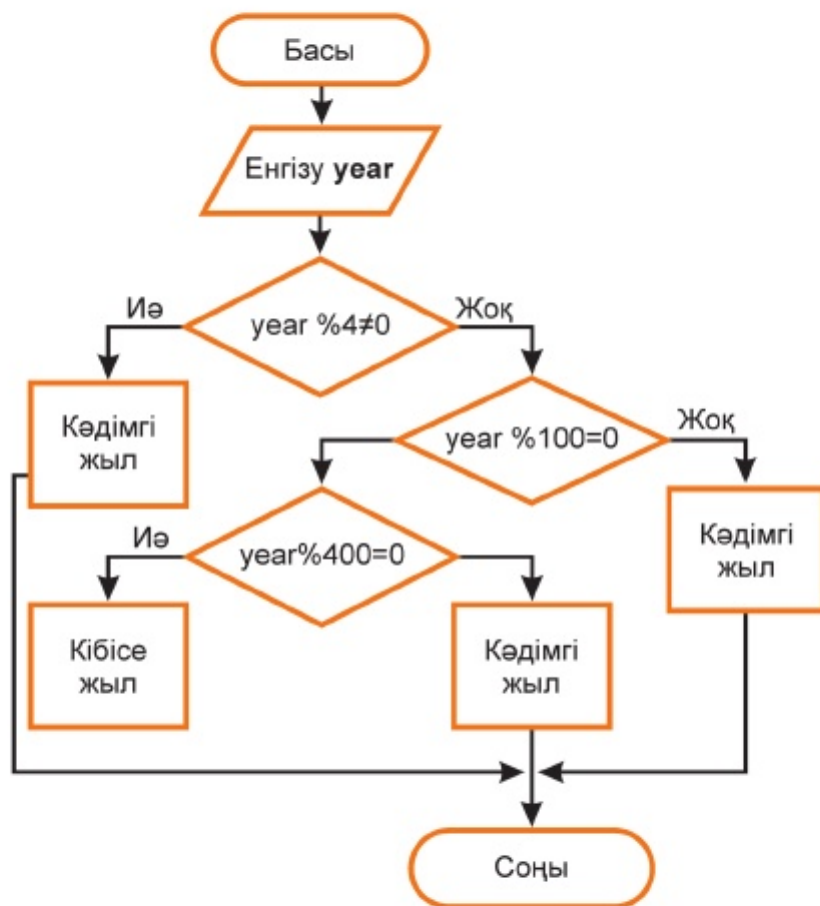 Басы
Енгізу year
Иә
year %4≠0
Жоқ
Кәдімгі
жыл
year %100=0
Жоқ
Иә
year%400=0
Кәдімгі
жыл
Кібісе
жыл
Кәдімгі
жыл
Соңы